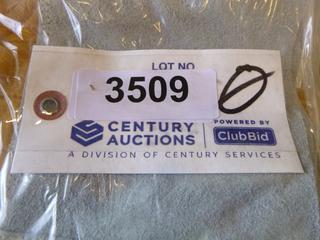 LOT NO
3509
0
CENTURY
AUCTIONS
POWERED BY
ClubBid
A DIVISION OF CENTURY SERVICES